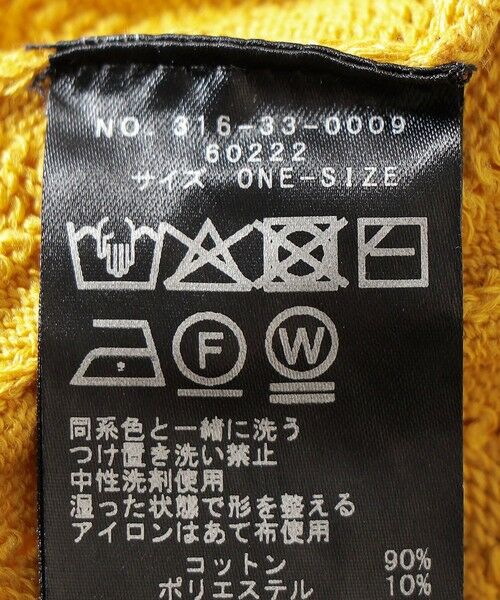 NO. 316-33-0009
60222
サイズ ONE-SIZE
F W
同系色と一緒に洗う
つけ置き洗い禁止
中性洗剤使用
湿った状態で形を整える
アイロンはあて布使用
コットン 90%
ポリエステル 10%